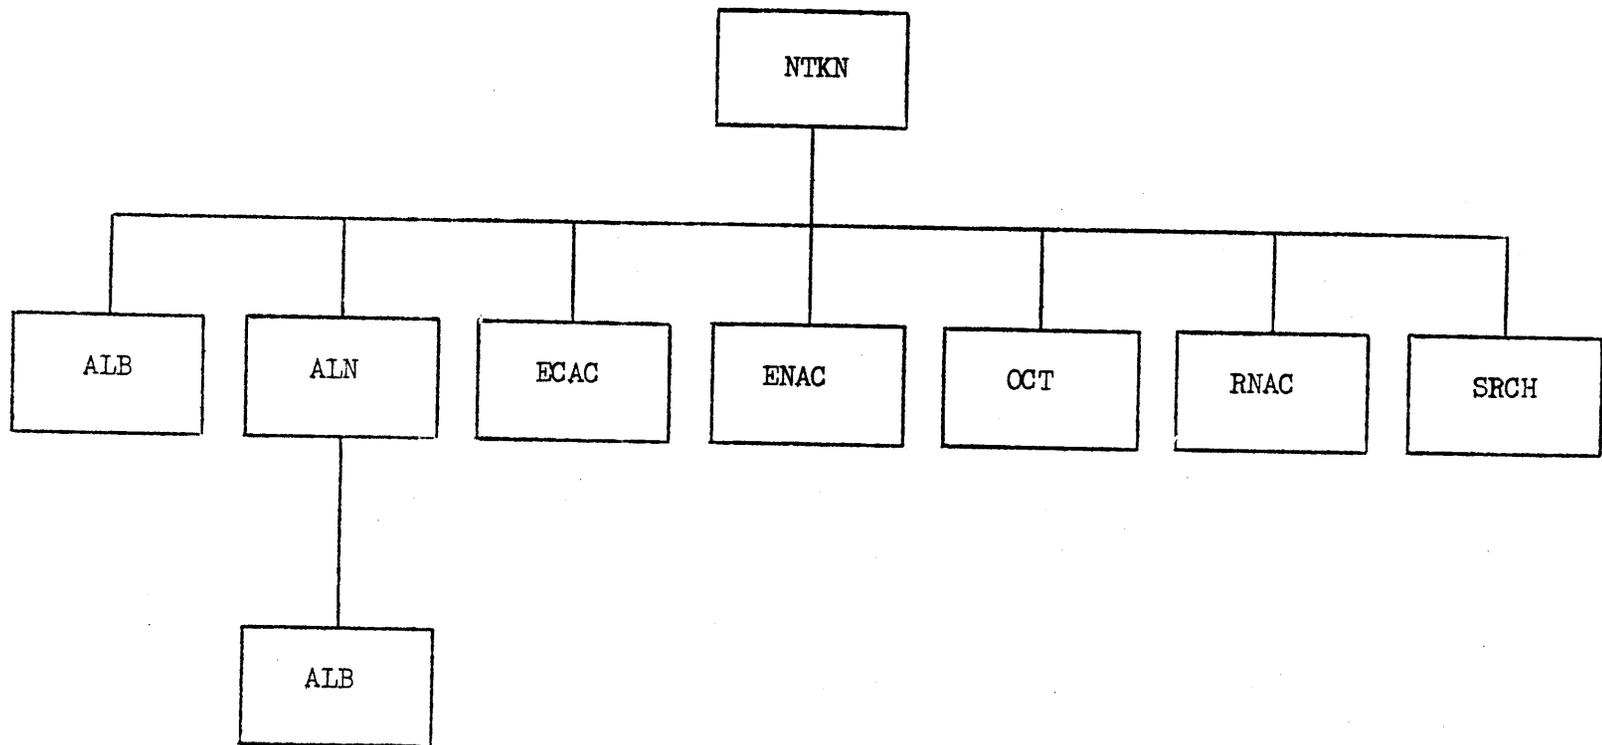 NTKN
ALB
ALN
ECAC
ENAC
OCT
RNAC
SRCH
ALB